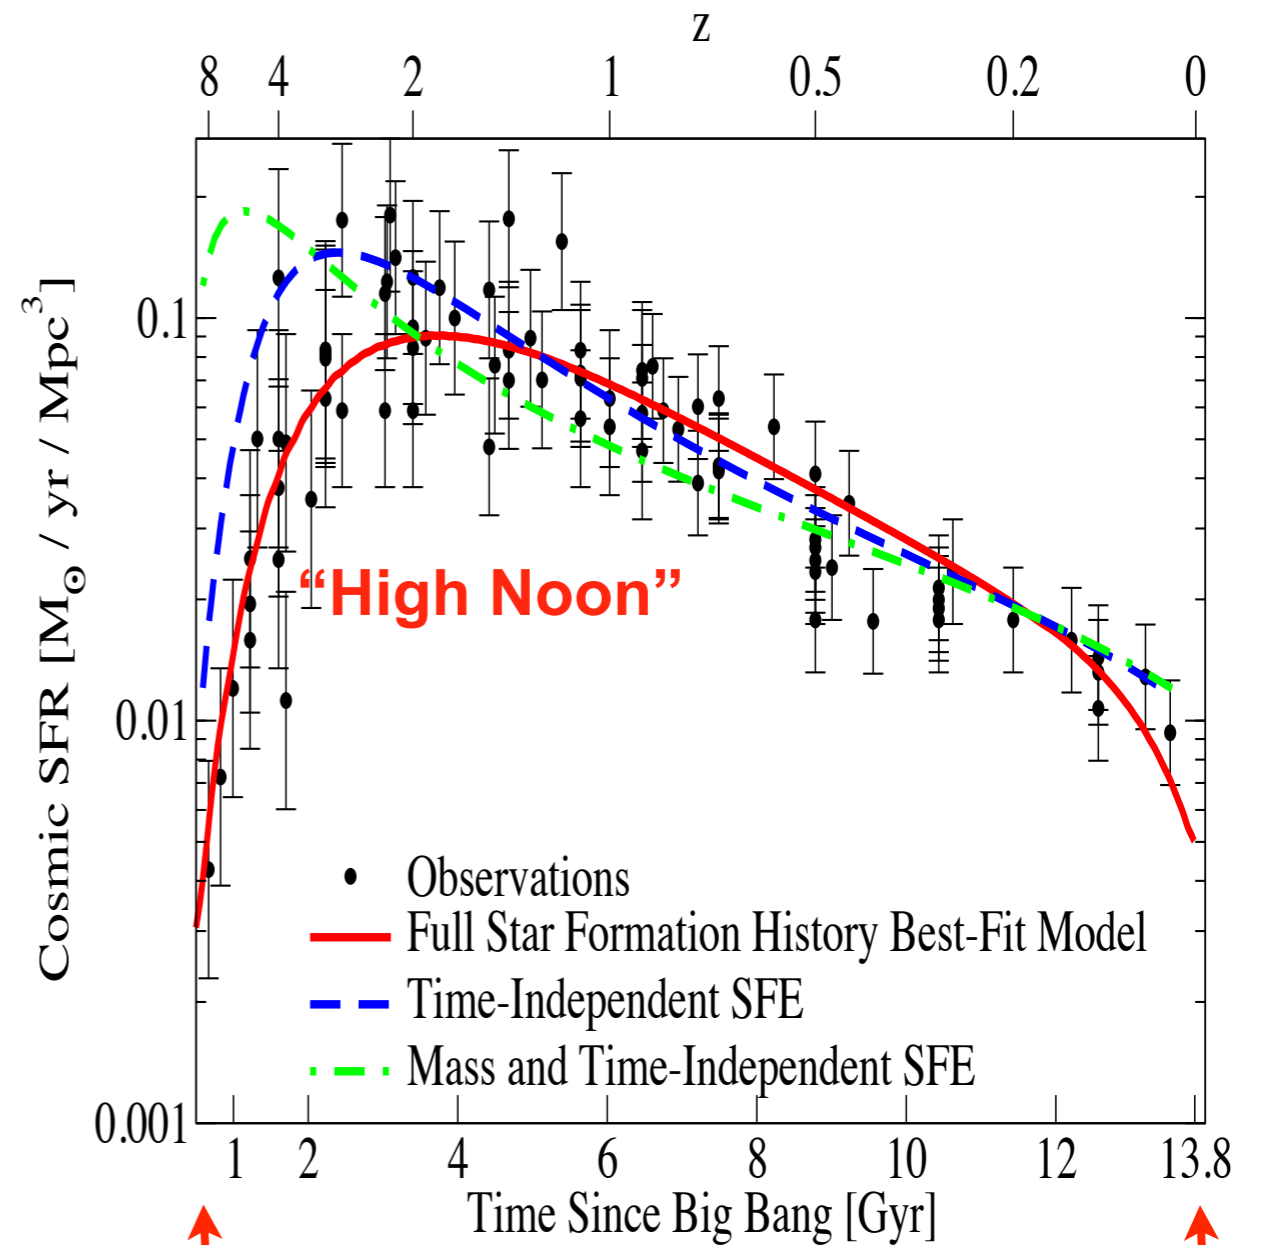 z
8 4 2 1 0.5 0.2 0
Cosmic SFR [M⊙ / yr / Mpc³]
0.1
0.01
0.001
“High Noon”
Observations
Full Star Formation History Best-Fit Model
Time-Independent SFE
Mass and Time-Independent SFE
1 2 4 6 8 10 12 13.8
Time Since Big Bang [Gyr]